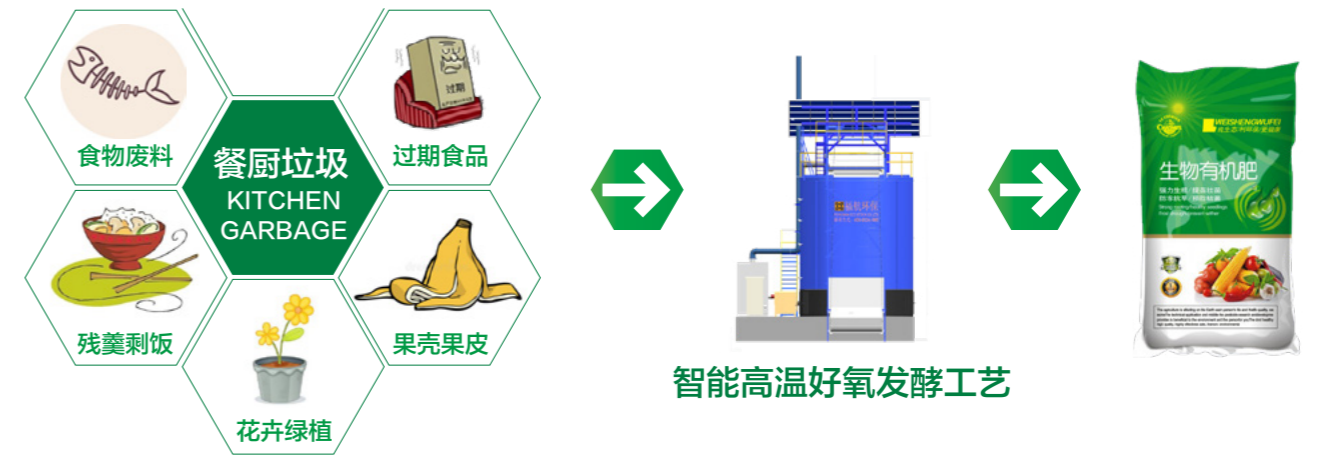 食物废料
过期
过期食品
餐厨垃圾
KITCHEN
GARBAGE
残羹剩饭
果壳果皮
花卉绿植
智能高温好氧发酵工艺
WEISHENGWUFEI
生物有机肥